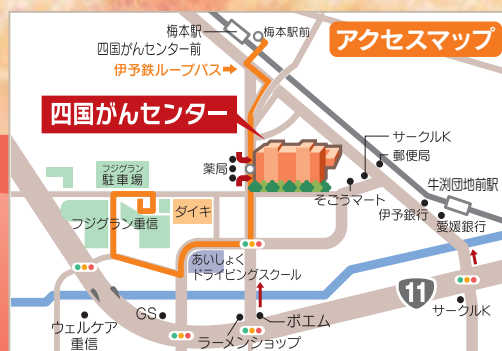 アクセスマップ
梅本駅
梅本駅前
四国がんセンター前
伊予鉄ループバス
四国がんセンター
サークルK
郵便局
薬局
フジグラン
駐車場
そごうマート
牛渕団地前駅
伊予銀行
愛媛銀行
ダイキ
フジグラン重信
あいしょく
ドライビングスクール
11
GS
ポエム
サークルK
ウェルケア
重信
ラーメンショップ